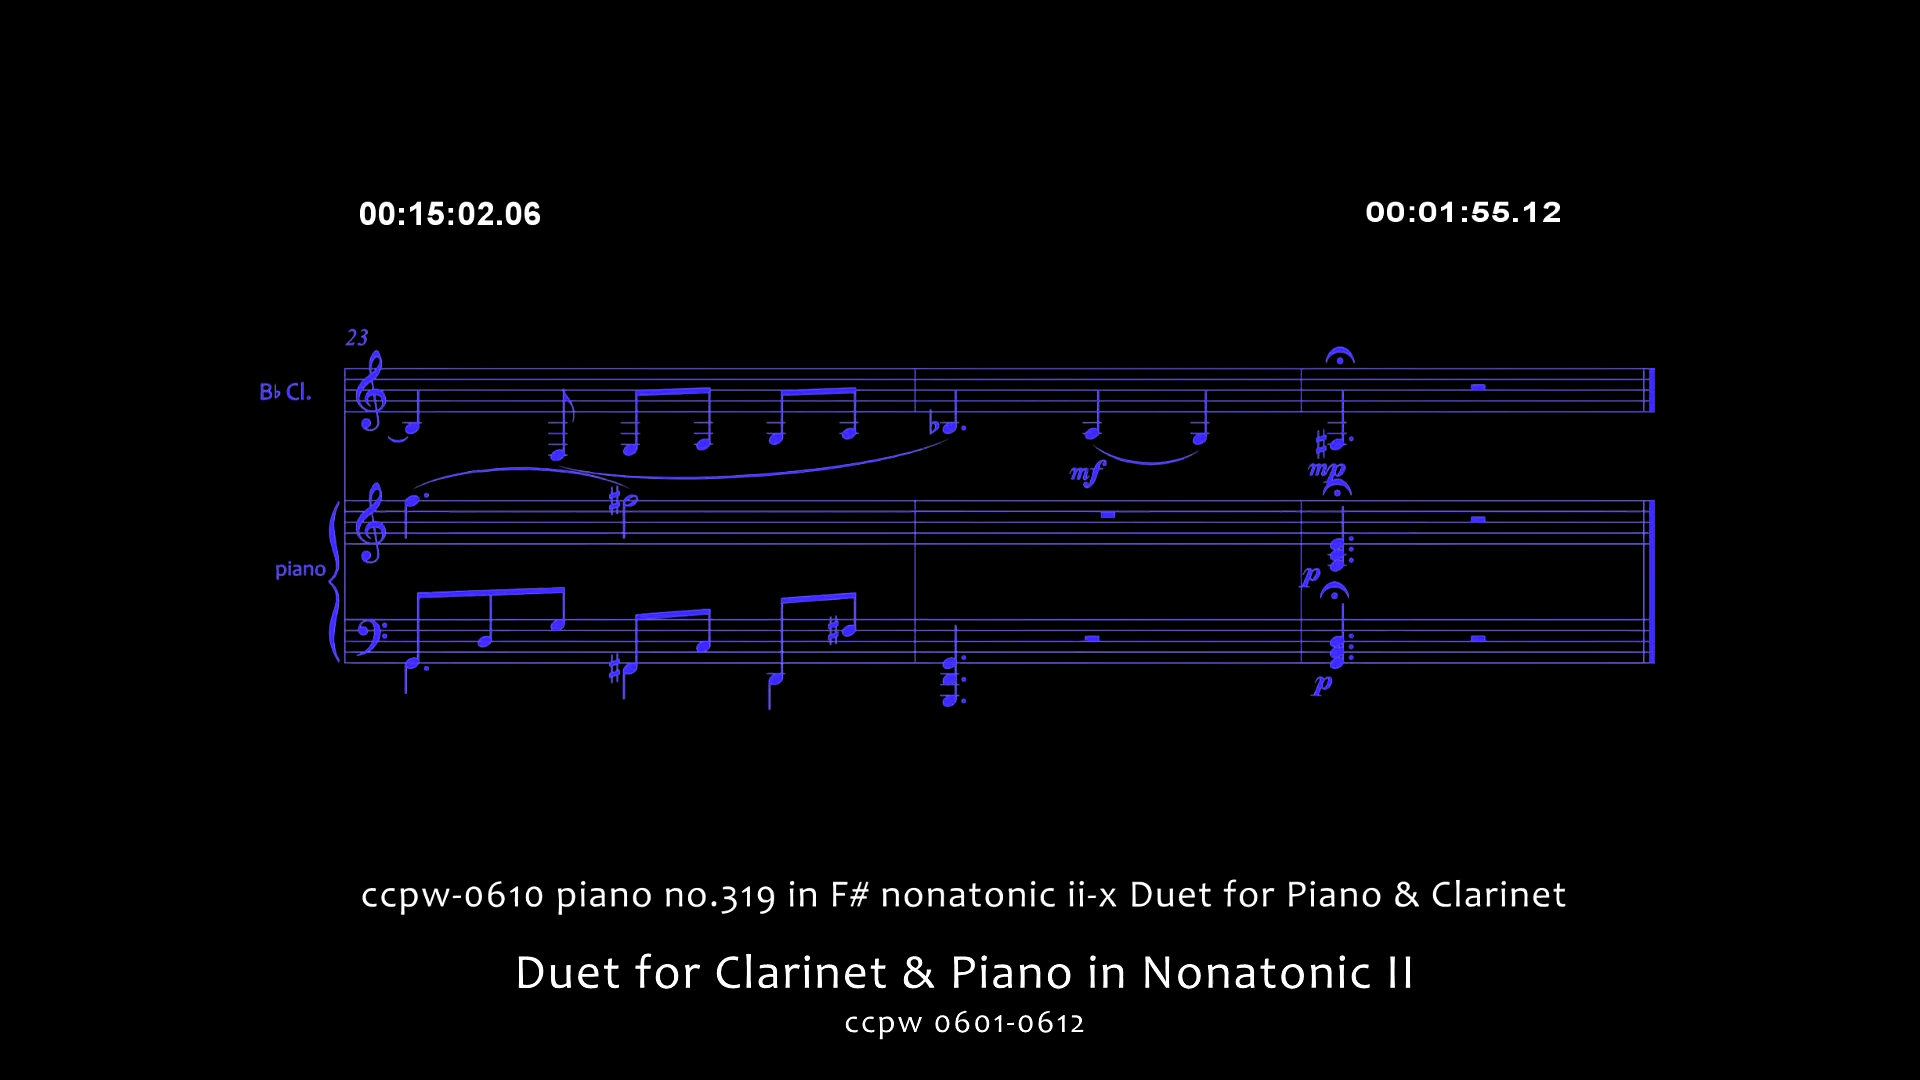 00:15:02.06 00:01:55.12
23
B♭ Cl.
mf
mp
piano
p
p
ccpw-0610 piano no.319 in F# nonatonic ii-x Duet for Piano & Clarinet
Duet for Clarinet & Piano in Nonatonic II
ccpw 0601-0612